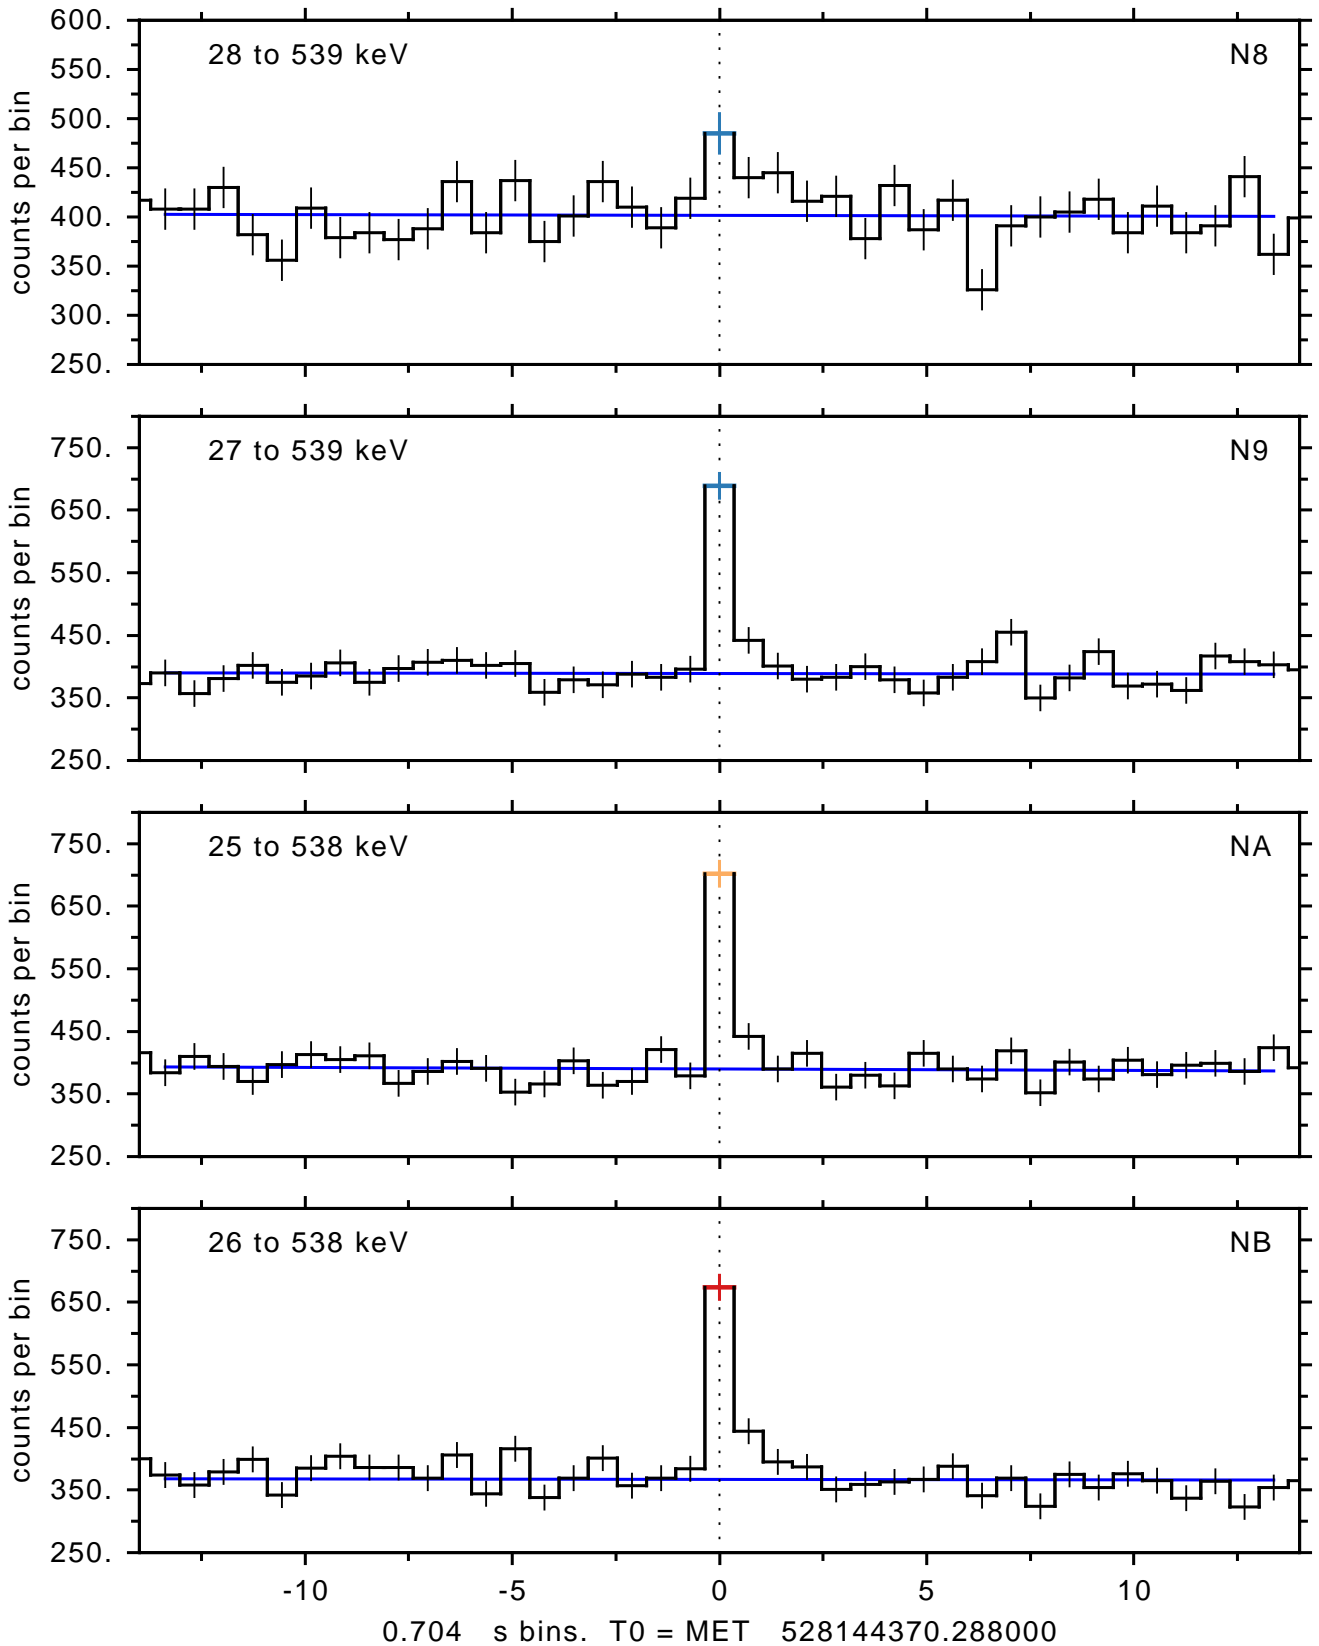 600.
28 to 539 keV N8
550.
500.
450.
400.
350.
300.
250.
counts per bin
27 to 539 keV N9
750.
650.
550.
450.
350.
250.
counts per bin
25 to 538 keV NA
750.
650.
550.
450.
350.
250.
counts per bin
26 to 538 keV NB
750.
650.
550.
450.
350.
250.
counts per bin
-10 -5 0 5 10
0.704 s bins. T0 = MET 528144370.288000